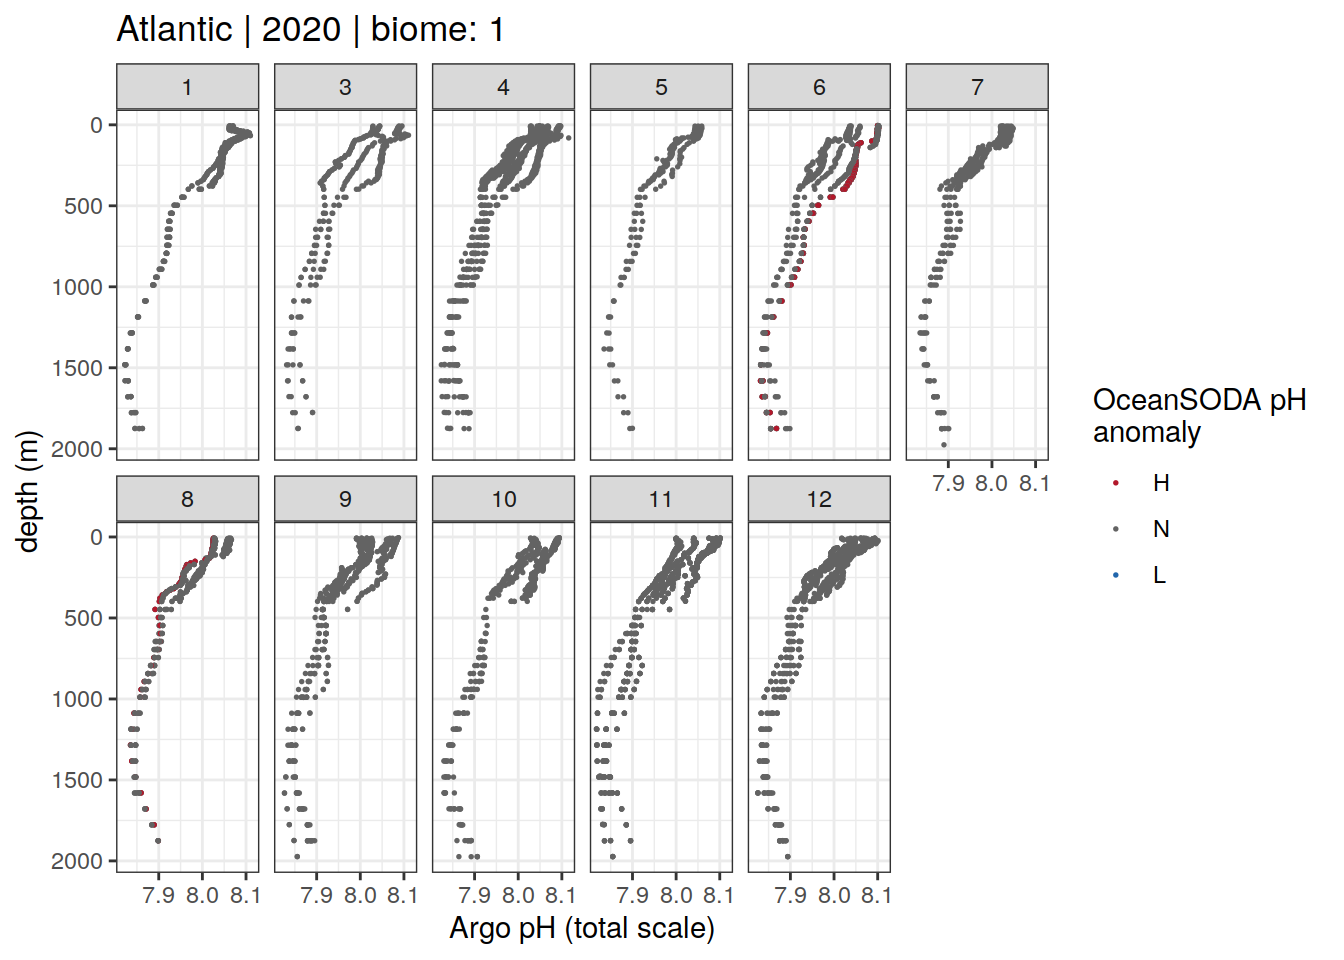 Atlantic | 2020 | biome: 1
1 3 4 5 6 7
0
500
1000
1500
2000
7.9 8.0 8.1
8 9 10 11 12
0
500
1000
1500
2000
7.9 8.0 8.1 7.9 8.0 8.1 7.9 8.0 8.1 7.9 8.0 8.1 7.9 8.0 8.1
Argo pH (total scale)
depth (m)
OceanSODA pH
anomaly
H
N
L